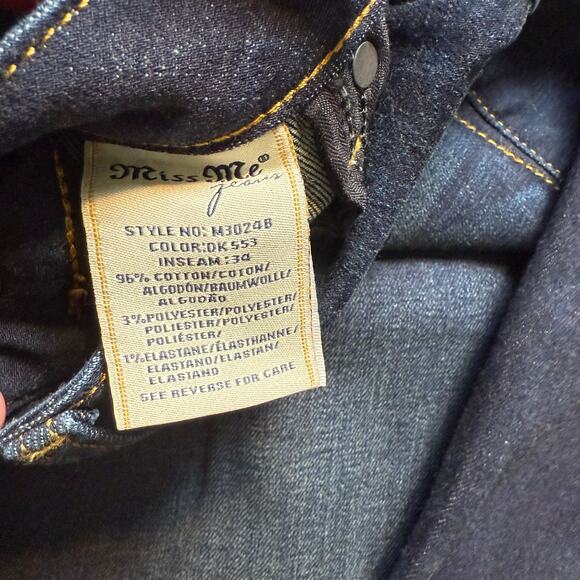 Miss Me®
jeans
STYLE NO: M3024B
COLOR:DK553
INSEAM:34
96% COTTON/COTON/
ALGODÓN/BAUMWOLLE/
ALGODÃO
3%POLYESTER/POLYESTER/
POLIESTER/POLYESTER/
POLIÉSTER/
1%ELASTANE/ÉLASTHANNE/
ELASTANO/ELASTAN/
ELASTANO
SEE REVERSE FOR CARE